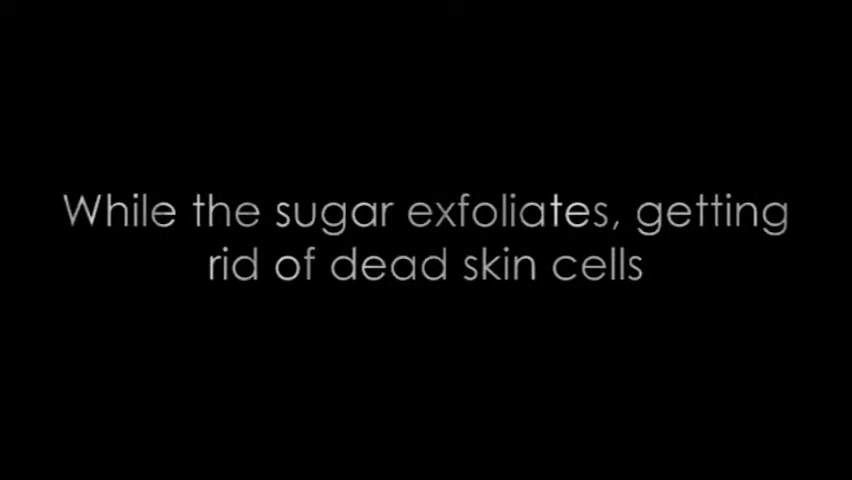 While the sugar exfoliates, getting
rid of dead skin cells